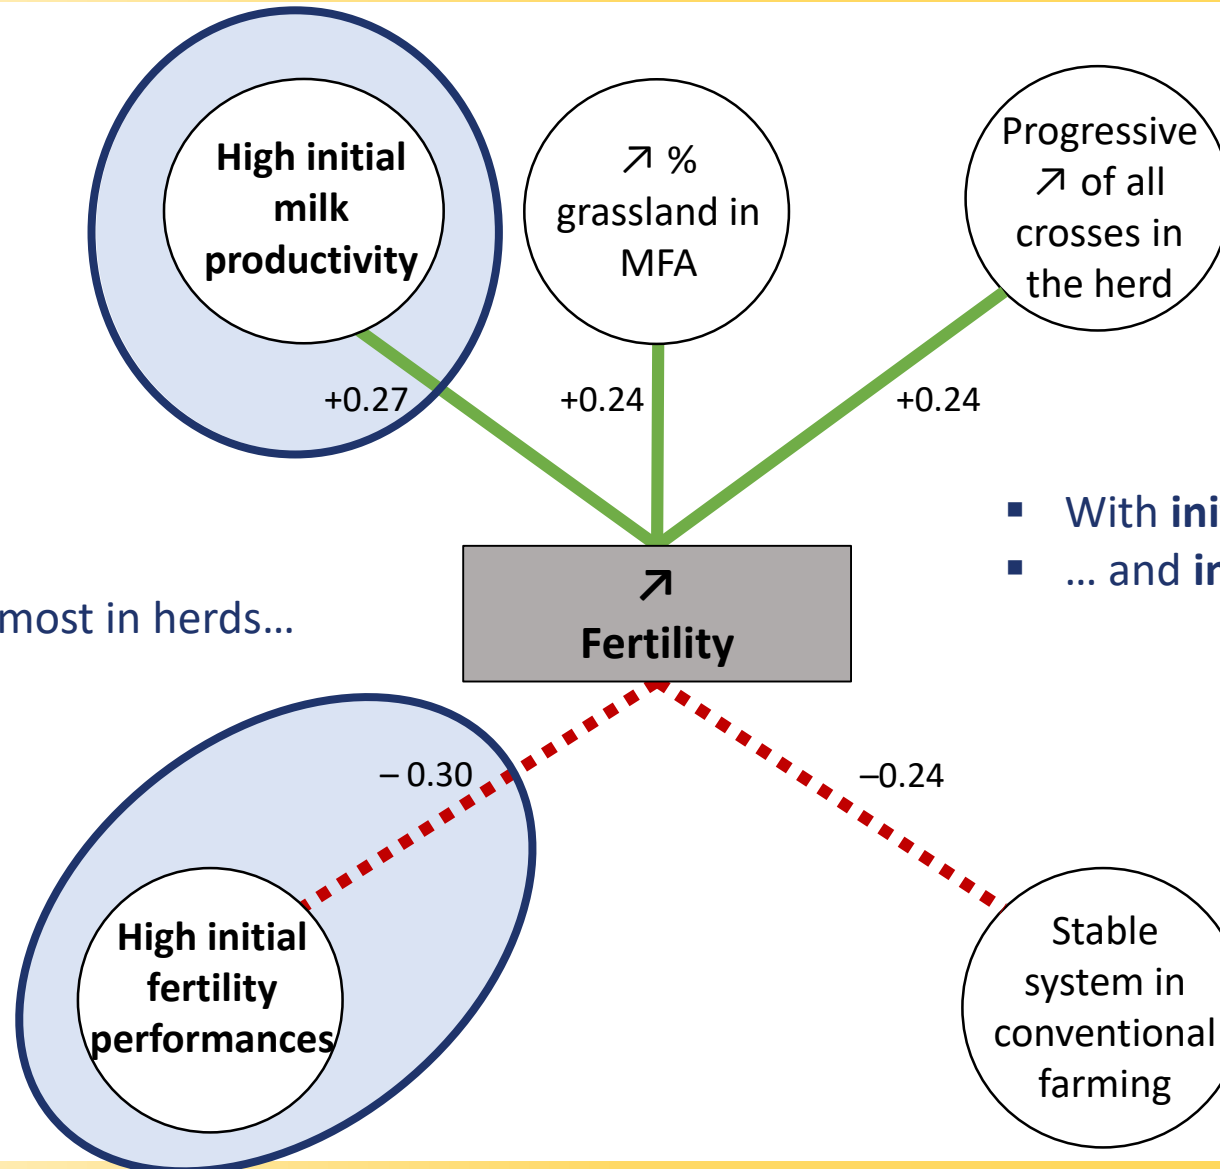 High initial
milk
productivity
↗ %
grassland in
MFA
Progressive
↗ of all
crosses in
the herd
+0.27
+0.24
+0.24
▪ With
▪ … and
↗
Fertility
most in herds…
– 0.30
–0.24
High initial
fertility
performances
Stable
system in
conventional
farming